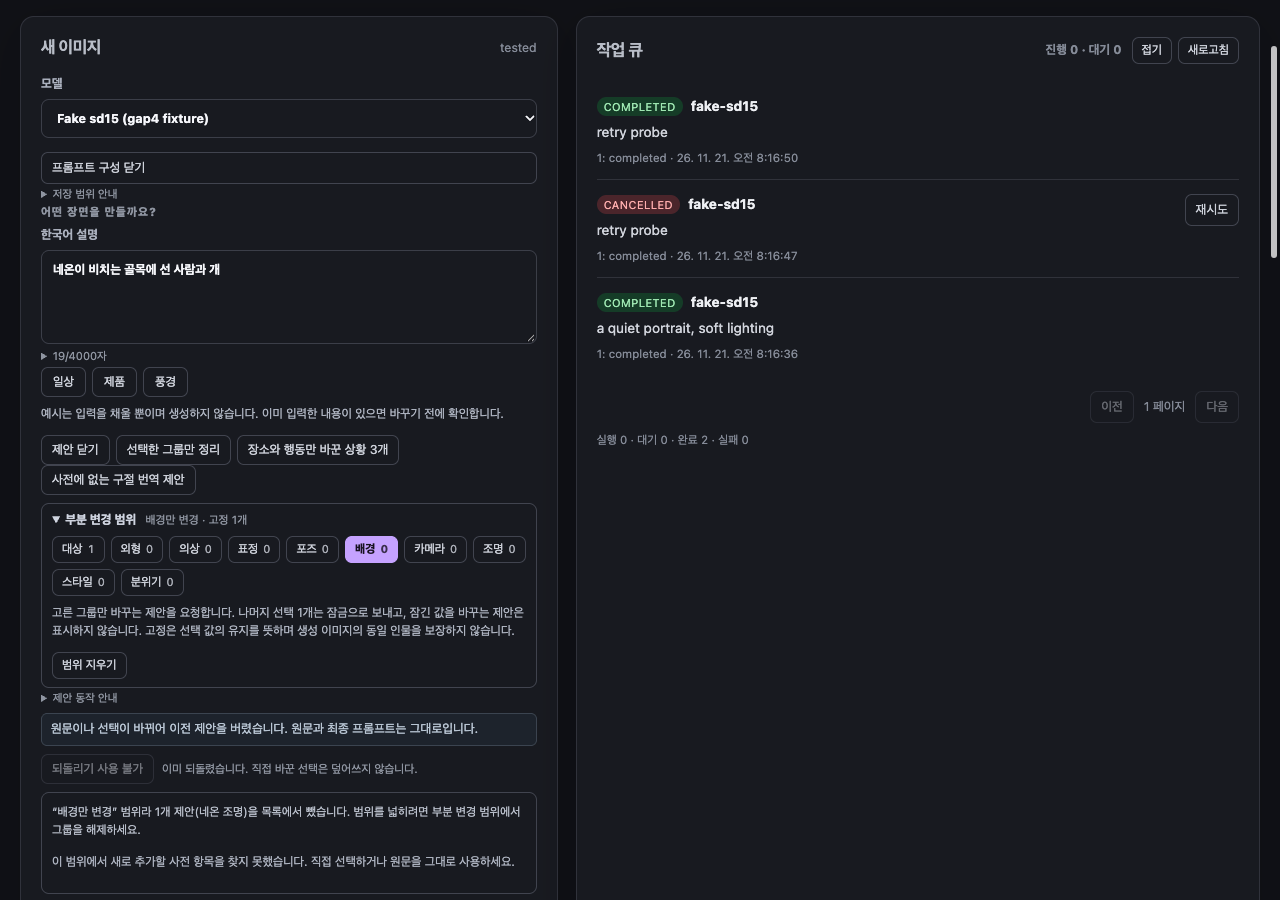 새 이미지
tested
모델
Fake sd15 (gap4 fixture)
프롬프트 구성 닫기
저장 범위 안내
어떤 장면을 만들까요?
한국어 설명
네온이 비치는 골목에 선 사람과 개
19/4000자
일상 제품 풍경
예시는 입력을 채울 뿐이며 생성하지 않습니다. 이미 입력한 내용이 있으면 바꾸기 전에 확인합니다.
제안 닫기 선택한 그룹만 정리 장소와 행동만 바꾼 상황 3개
사전에 없는 구절 번역 제안
부분 변경 범위 배경만 변경 · 고정 1개
대상 1 외형 0 의상 0 표정 0 포즈 0 배경 0 카메라 0 조명 0
스타일 0 분위기 0
고른 그룹만 바꾸는 제안을 요청합니다. 나머지 선택 1개는 잠금으로 보내고, 잠긴 값을 바꾸는 제안은
표시하지 않습니다. 고정은 선택 값의 유지를 뜻하며 생성 이미지의 동일 인물을 보장하지 않습니다.
범위 지우기
제안 동작 안내
원문이나 선택이 바뀌어 이전 제안을 버렸습니다. 원문과 최종 프롬프트는 그대로입니다.
되돌리기 사용 불가 이미 되돌렸습니다. 직접 바꾼 선택은 덮어쓰지 않습니다.
“배경만 변경” 범위라 1개 제안(네온 조명)을 목록에서 뺐습니다. 범위를 넓히려면 부분 변경 범위에서
그룹을 해제하세요.
이 범위에서 새로 추가할 사전 항목을 찾지 못했습니다. 직접 선택하거나 원문을 그대로 사용하세요.
작업 큐
진행 0 · 대기 0 접기 새로고침
COMPLETED fake-sd15
retry probe
1: completed · 26. 11. 21. 오전 8:16:50
CANCELLED fake-sd15
재시도
retry probe
1: completed · 26. 11. 21. 오전 8:16:47
COMPLETED fake-sd15
a quiet portrait, soft lighting
1: completed · 26. 11. 21. 오전 8:16:36
이전 1 페이지 다음
실행 0 · 대기 0 · 완료 2 · 실패 0